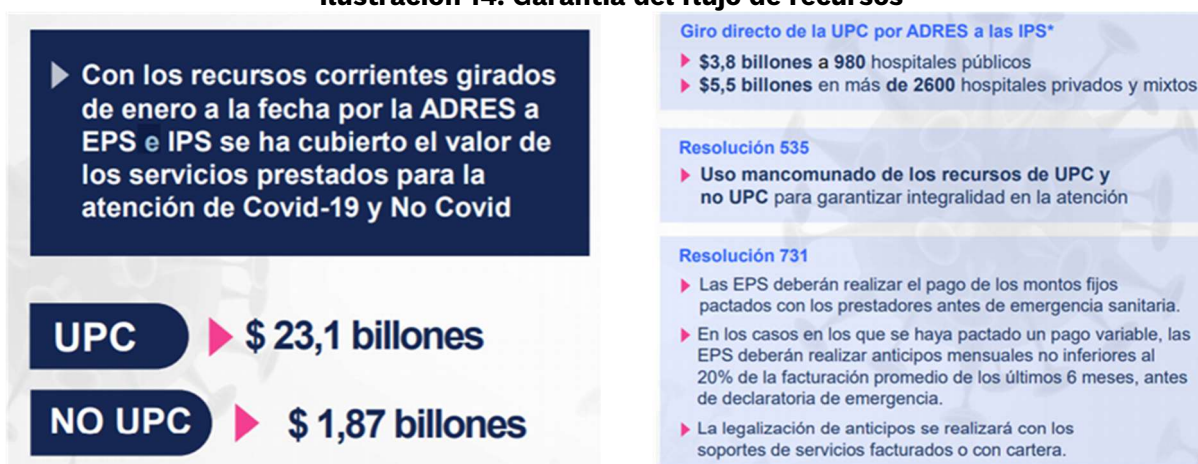 Ilustración 14. Garantía del flujo de recursos
Con los recursos corrientes girados
de enero a la fecha por la ADRES a
EPS e IPS se ha cubierto el valor de
los servicios prestados para la
atención de Covid-19 y No Covid
UPC
$ 23,1 billones
NO UPC
$ 1,87 billones
Giro directo de la UPC por ADRES a las IPS*
$3,8 billones a 980 hospitales públicos
$5,5 billones en más de 2600 hospitales privados y mixtos
Resolución 535
Uso mancomunado de los recursos de UPC y
no UPC para garantizar integralidad en la atención
Resolución 731
Las EPS deberán realizar el pago de los montos fijos
pactados con los prestadores antes de emergencia sanitaria.
En los casos en los que se haya pactado un pago variable, las
EPS deberán realizar anticipos mensuales no inferiores al
20% de la facturación promedio de los últimos 6 meses, antes
de declaratoria de emergencia.
La legalización de anticipos se realizará con los
soportes de servicios facturados o con cartera.